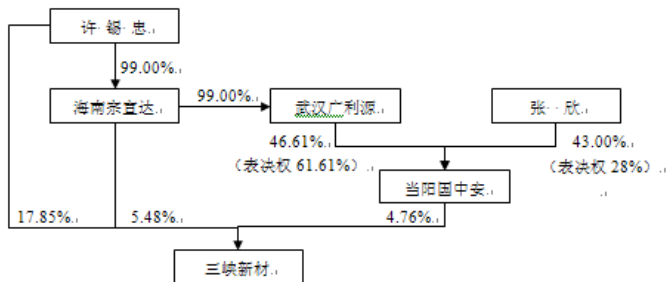 许锡忠
99.00%
海南宗宣达
99.00%
武汉广利源
张欣
46.61%
（表决权 61.61%）
43.00%
（表决权 28%）
当阳国中安
17.85%
5.48%
4.76%
三峡新材